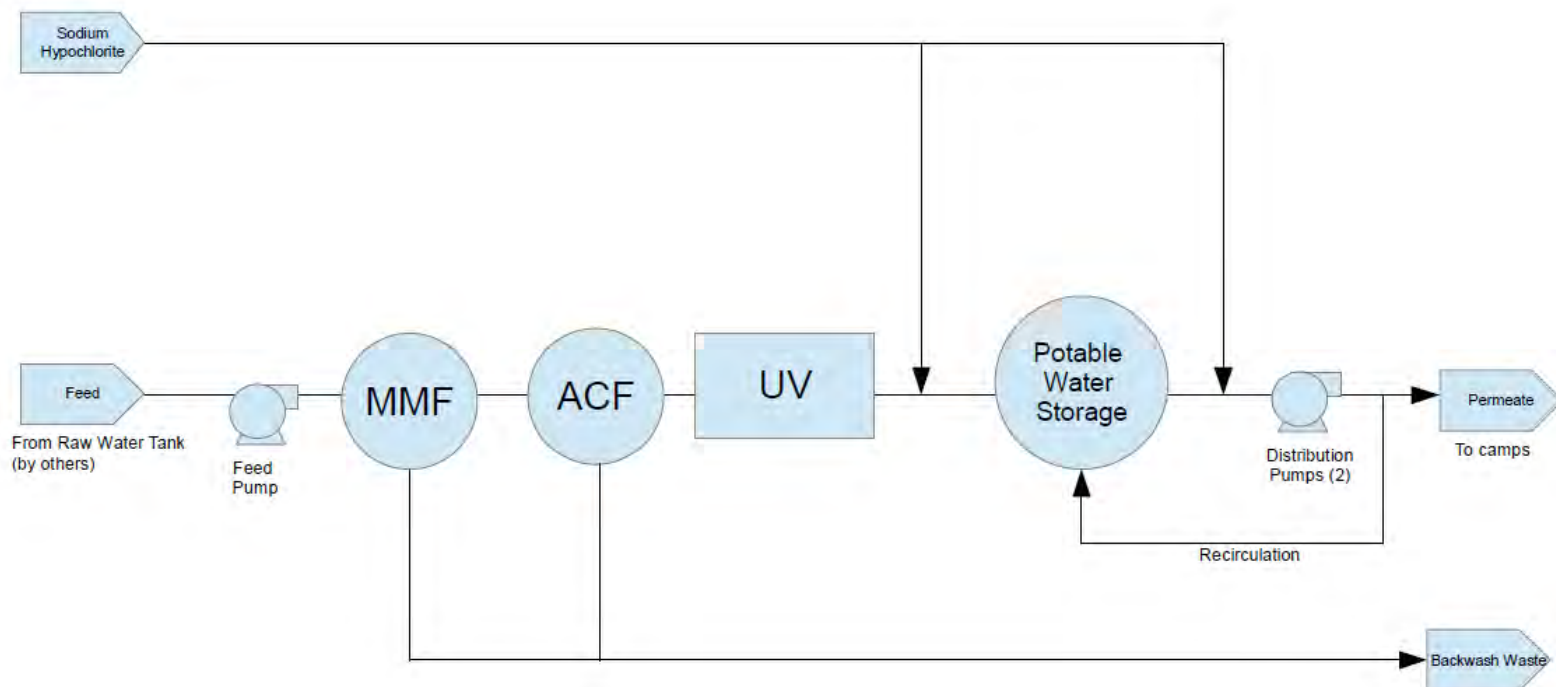 Sodium
Hypochlorite
Feed
From Raw Water Tank
(by others)
Feed
Pump
MMF
ACF
UV
Potable
Water
Storage
Distribution
Pumps (2)
Permeate
To camps
Recirculation
Backwash Waste